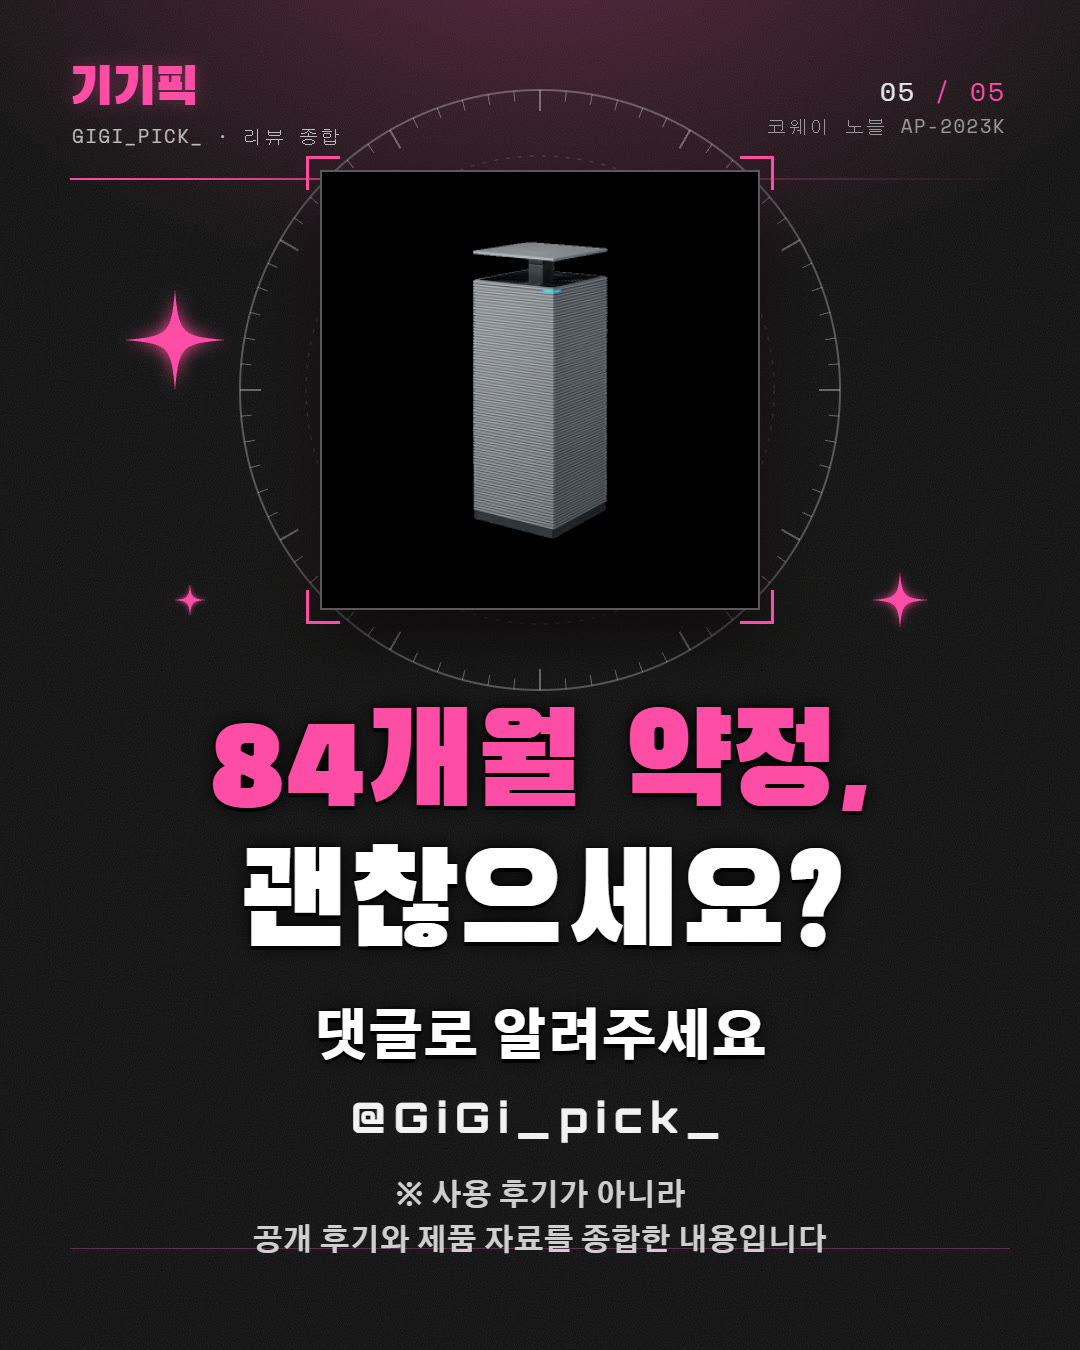 기기픽
GIGI_PICK_ · 리뷰 종합
05 / 05
코웨이 노블 AP-2023K
84개월 약정,
괜찮으세요?
댓글로 알려주세요
@GiGi_pick_
※ 사용 후기가 아니라
공개 후기와 제품 자료를 종합한 내용입니다